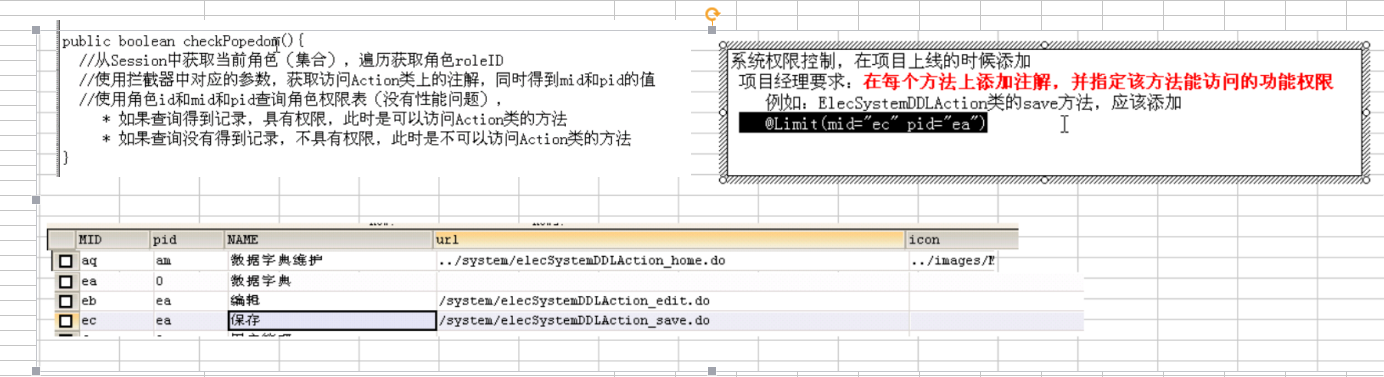 public boolean checkPopedom(){
//从Session中获取当前角色（集合），遍历获取角色roleID
//使用拦截器中对应的参数，获取访问Action类上的注解，同时得到mid和pid的值
//使用角色id和mid和pid查询角色权限表（没有性能问题），
* 如果查询得到记录，具有权限，此时是可以访问Action类的方法
* 如果查询没有得到记录，不具有权限，此时是不可以访问Action类的方法
}
系统权限控制，在项目上线的时候添加
项目经理要求：在每个方法上添加注解，并指定该方法能访问的功能权限
例如：ElecSystemDDLAction类的save方法，应该添加
@Limit(mid="ec" pid="ea")
MID pid NAME url icon
aq am 数据字典维护 ../system/elecSystemDDLAction_home.do ../images/M
ea 0 数据字典
eb ea 编辑 /system/elecSystemDDLAction_edit.do
ec ea 保存 /system/elecSystemDDLAction_save.do